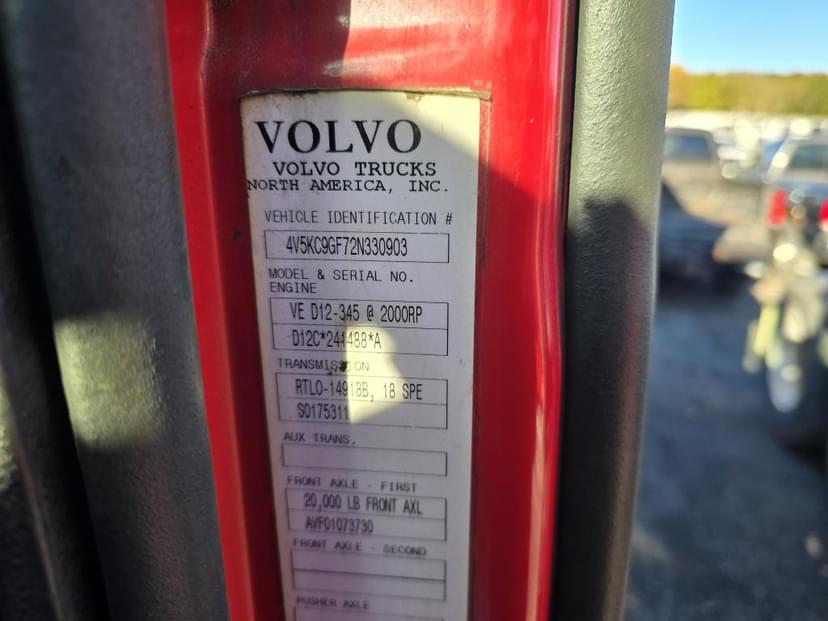 VOLVO
VOLVO TRUCKS
NORTH AMERICA, INC.
VEHICLE IDENTIFICATION #
4V5KC9GF72N330903
MODEL & SERIAL NO.
ENGINE
VE D12-345 @ 2000RP
D12C*241488*A
TRANSMISSION
RTLO-14918B, 18 SPE
S0175311
AUX TRANS.
FRONT AXLE - FIRST
20,000 LB FRONT AXL
AVF01073730
FRONT AXLE - SECOND
PUSHER AXLE